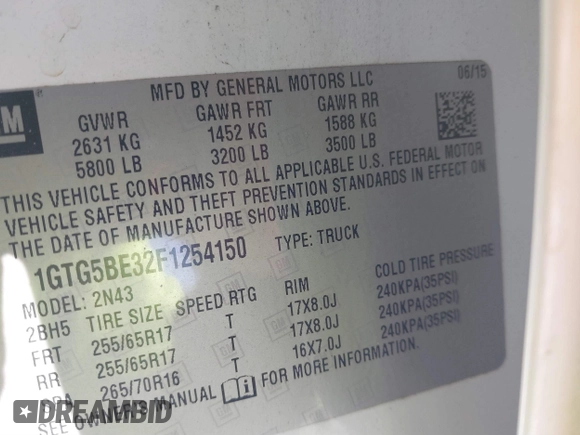 GM
MFD BY GENERAL MOTORS LLC 06/15
GVWR GAWR FRT GAWR RR
2631 KG 1452 KG 1588 KG
5800 LB 3200 LB 3500 LB
THIS VEHICLE CONFORMS TO ALL APPLICABLE U.S. FEDERAL MOTOR
VEHICLE SAFETY AND THEFT PREVENTION STANDARDS IN EFFECT ON
THE DATE OF MANUFACTURE SHOWN ABOVE.
1GTG5BE32F1254150 TYPE: TRUCK
MODEL: 2N43
2BH5 TIRE SIZE SPEED RTG RIM COLD TIRE PRESSURE
FRT 255/65R17 T 17X8.0J 240KPA(35PSI)
RR 255/65R17 T 17X8.0J 240KPA(35PSI)
265/70R16 T 16X7.0J 240KPA(35PSI)
SEE OWNER'S MANUAL FOR MORE INFORMATION.
DREAMBID